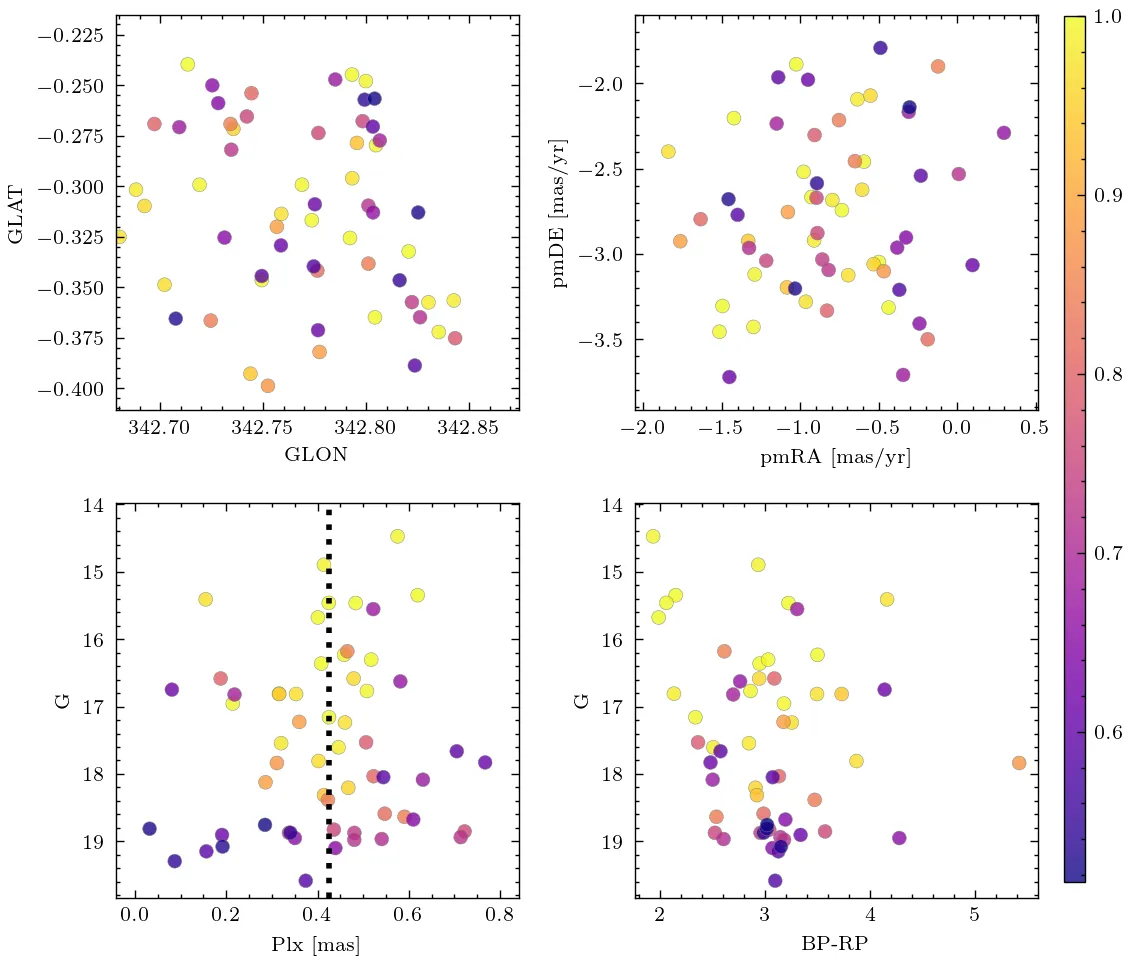 −0.225
−0.250
−0.275
−0.300
−0.325
−0.350
−0.375
−0.400
GLAT
342.70 342.75 342.80 342.85
GLON
−2.0
−2.5
−3.0
−3.5
pmDE [mas/yr]
−2.0 −1.5 −1.0 −0.5 0.0 0.5
pmRA [mas/yr]
1.0
0.9
0.8
0.7
0.6
14
15
16
17
18
19
G
0.0 0.2 0.4 0.6 0.8
Plx [mas]
14
15
16
17
18
19
G
2 3 4 5
BP-RP